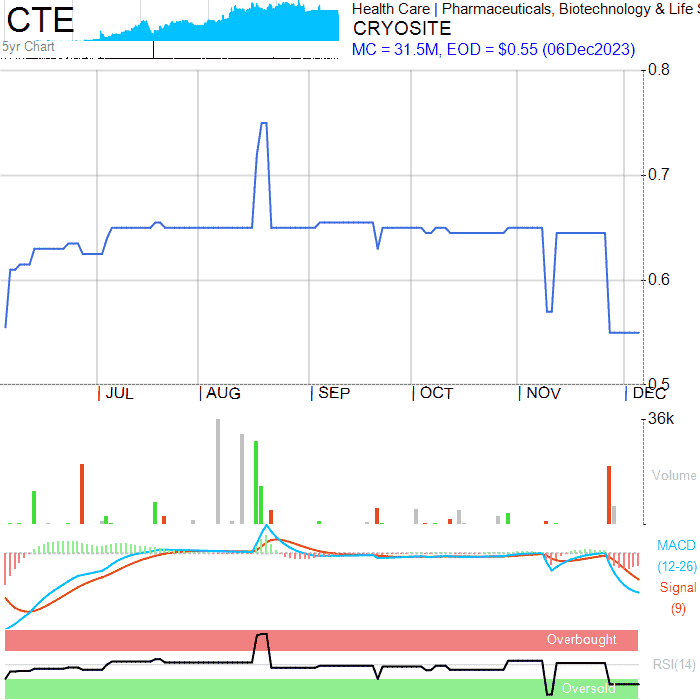 CTE
Health Care | Pharmaceuticals, Biotechnology & Life S
CRYOSITE
5yr Chart
MC = 31.5M, EOD = $0.55 (06Dec2023)
0.8
0.7
0.6
0.5
JUL AUG SEP OCT NOV DEC
36k
Volume
MACD
(12-26)
Signal
(9)
Overbought
RSI(14)
Oversold